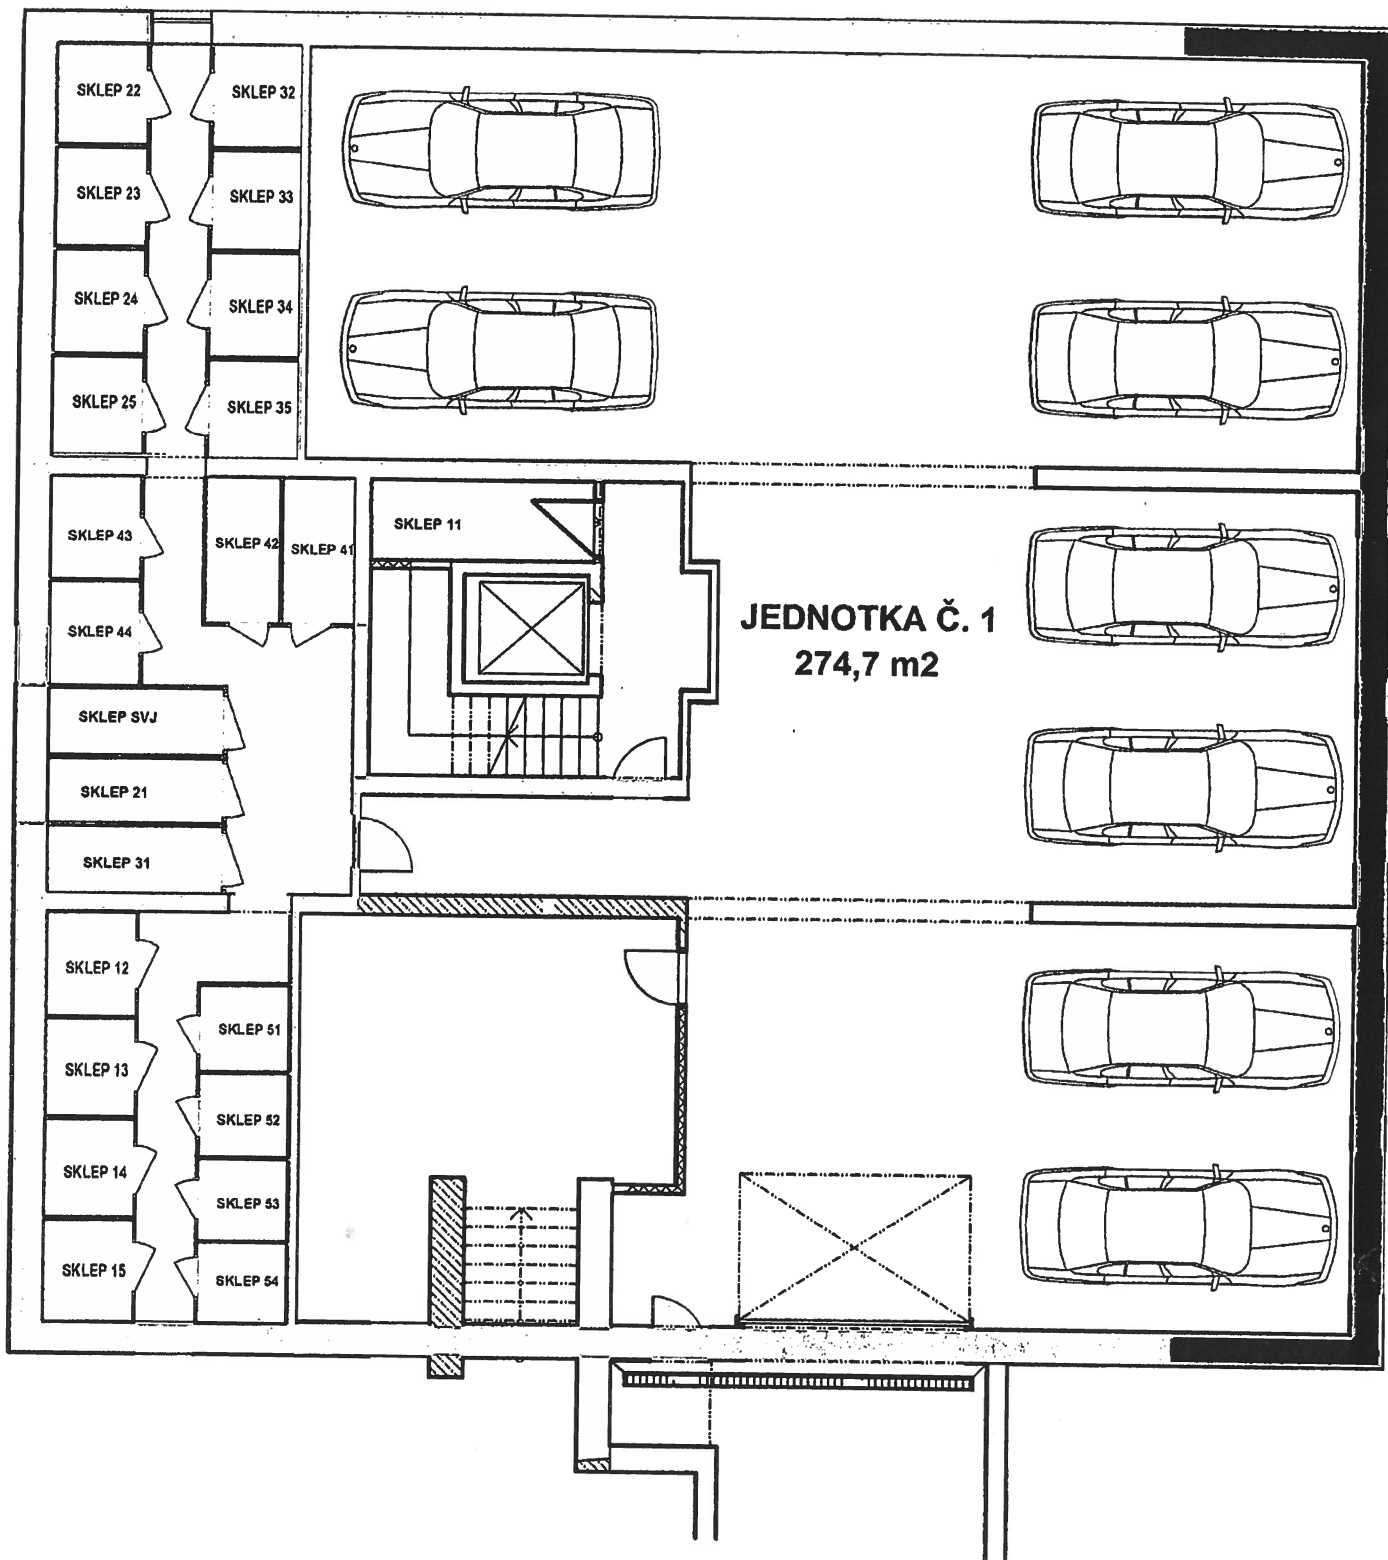 SKLEP 22
SKLEP 32
SKLEP 23
SKLEP 33
SKLEP 24
SKLEP 34
SKLEP 25
SKLEP 35
SKLEP 43
SKLEP 42
SKLEP 41
SKLEP 11
SKLEP 44
JEDNOTKA Č. 1
274,7 m2
SKLEP SVJ
SKLEP 21
SKLEP 31
SKLEP 12
SKLEP 51
SKLEP 13
SKLEP 52
SKLEP 14
SKLEP 53
SKLEP 15
SKLEP 54